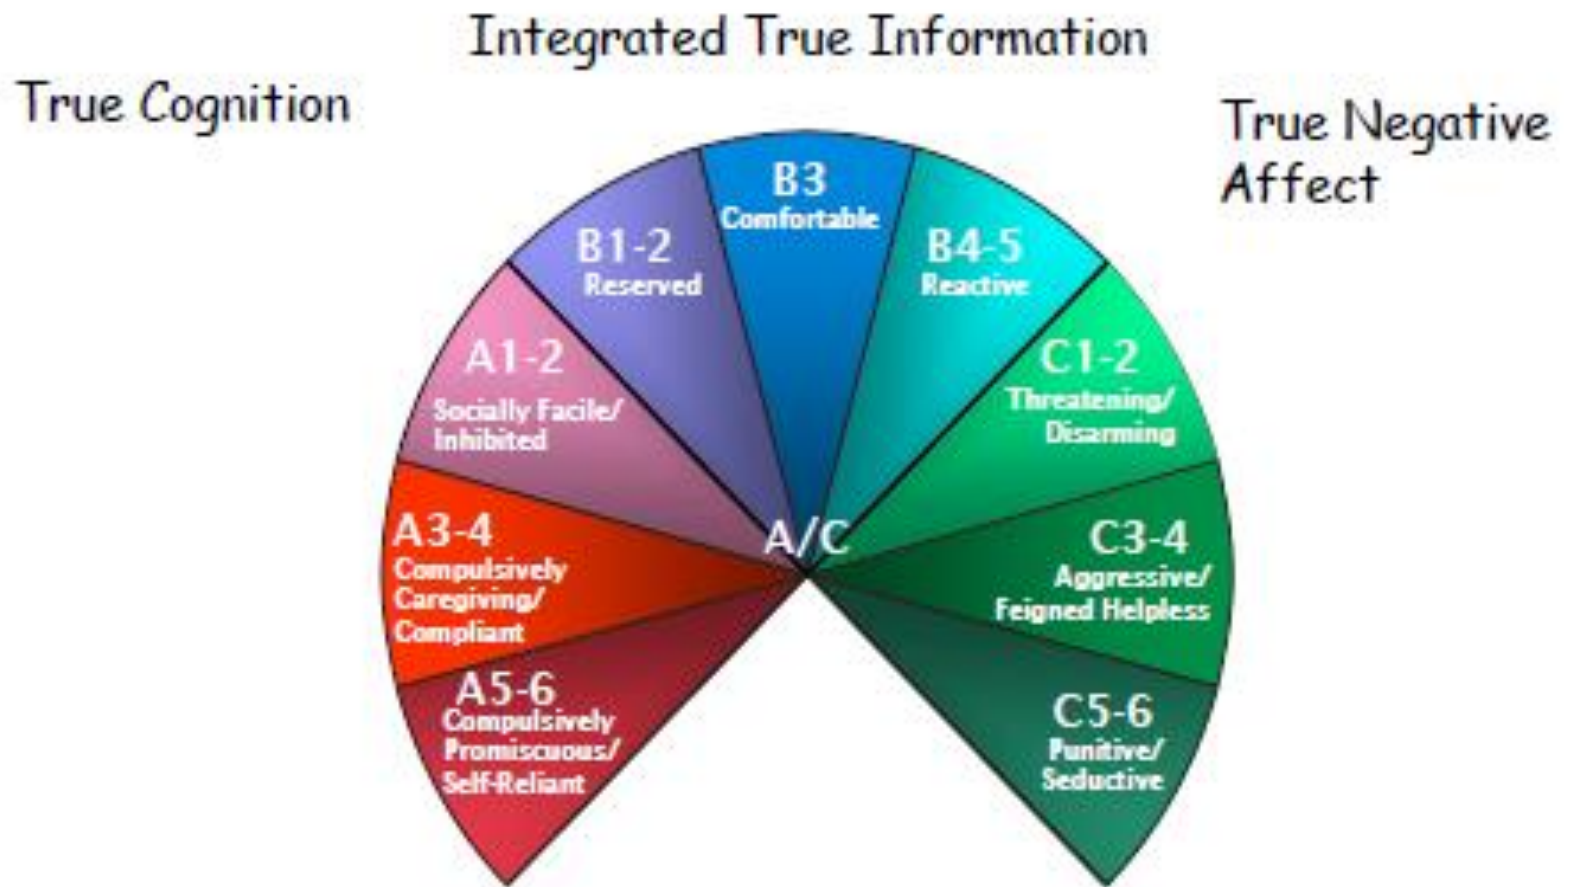 Integrated True Information
True Cognition
True Negative
Affect
B3
Comfortable
B1-2
Reserved
B4-5
Reactive
A1-2
Socially Facile/
Inhibited
C1-2
Threatening/
Disarming
A/C
A3-4
Compulsively
Caregiving/
Compliant
C3-4
Aggressive/
Feigned Helpless
A5-6
Compulsively
Promiscuous/
Self-Reliant
C5-6
Punitive/
Seductive